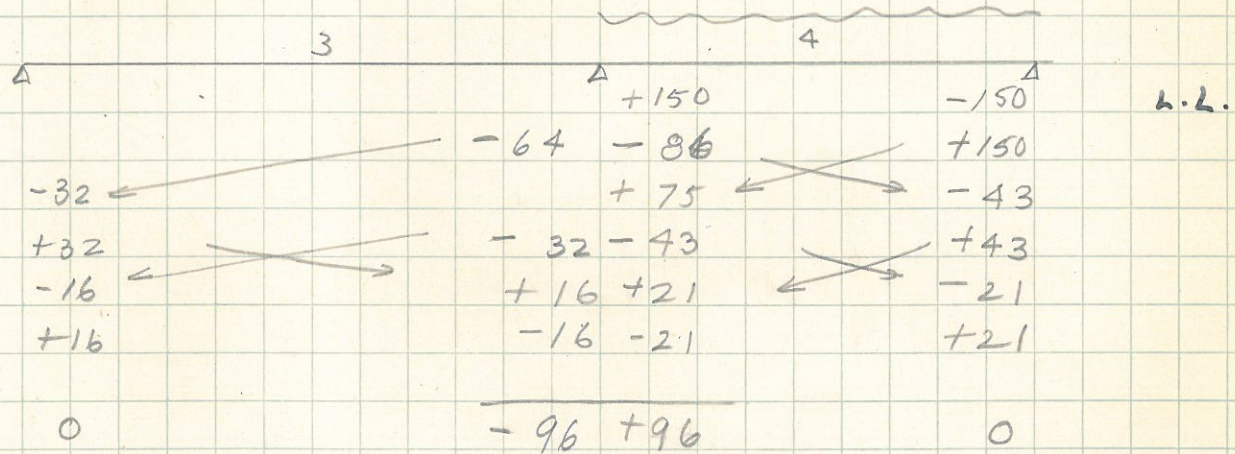 3 4
+150 -150 L.L.
-64 -86 +150
-32 +75 -43
+32 -32 -43 +43
-16 +16 +21 -21
+16 -16 -21 +21
0 -96 +96 0